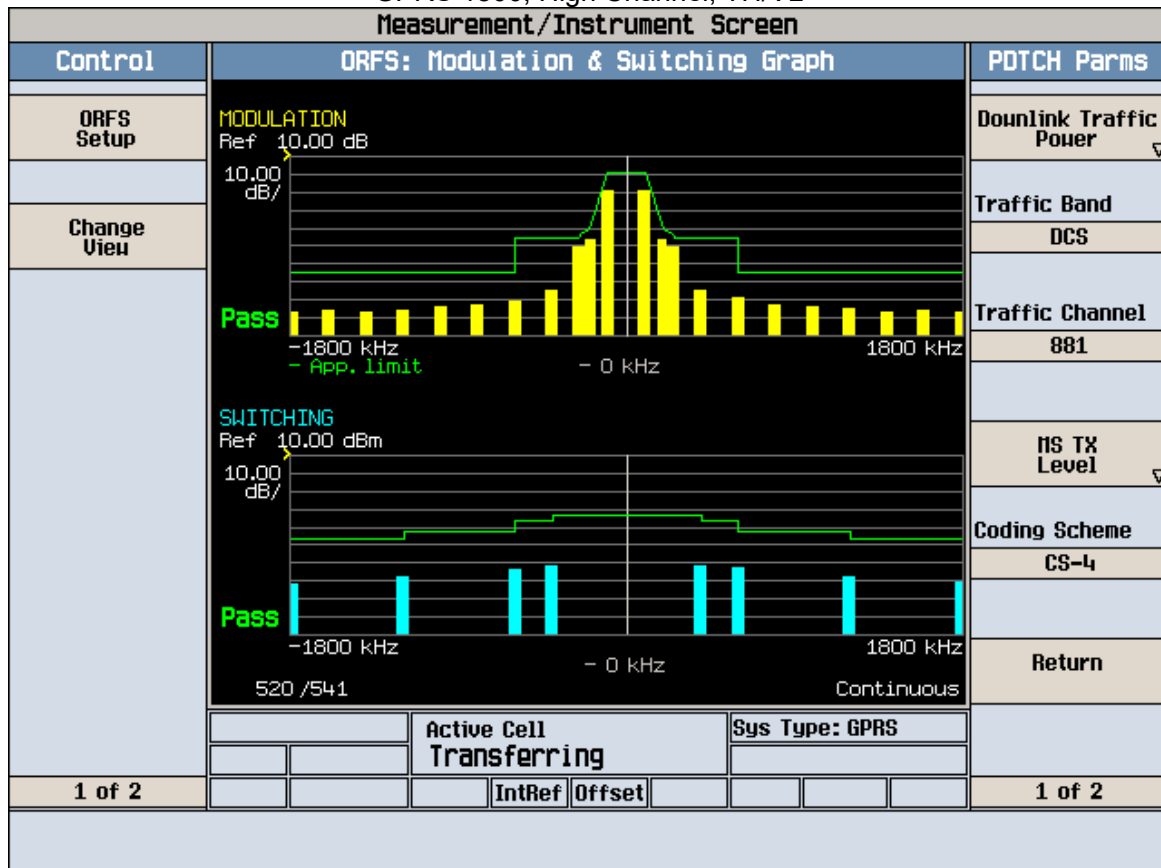 Measurement/Instrument Screen
Control
ORFS: Modulation & Switching Graph
PDTCH Parms
ORFS
Setup
Change
View
MODULATION
Ref 10.00 dB
10.00
dB/
Pass
-1800 kHz
1800 kHz
- App. limit
- 0 kHz
SWITCHING
Ref 10.00 dBm
10.00
dB/
Pass
-1800 kHz
1800 kHz
- 0 kHz
520 /541
Continuous
Downlink Traffic
Power
Traffic Band
DCS
Traffic Channel
881
MS TX
Level
Coding Scheme
CS-4
Return
Active Cell
Transferring
Sys Type: GPRS
IntRef
Offset
1 of 2
1 of 2